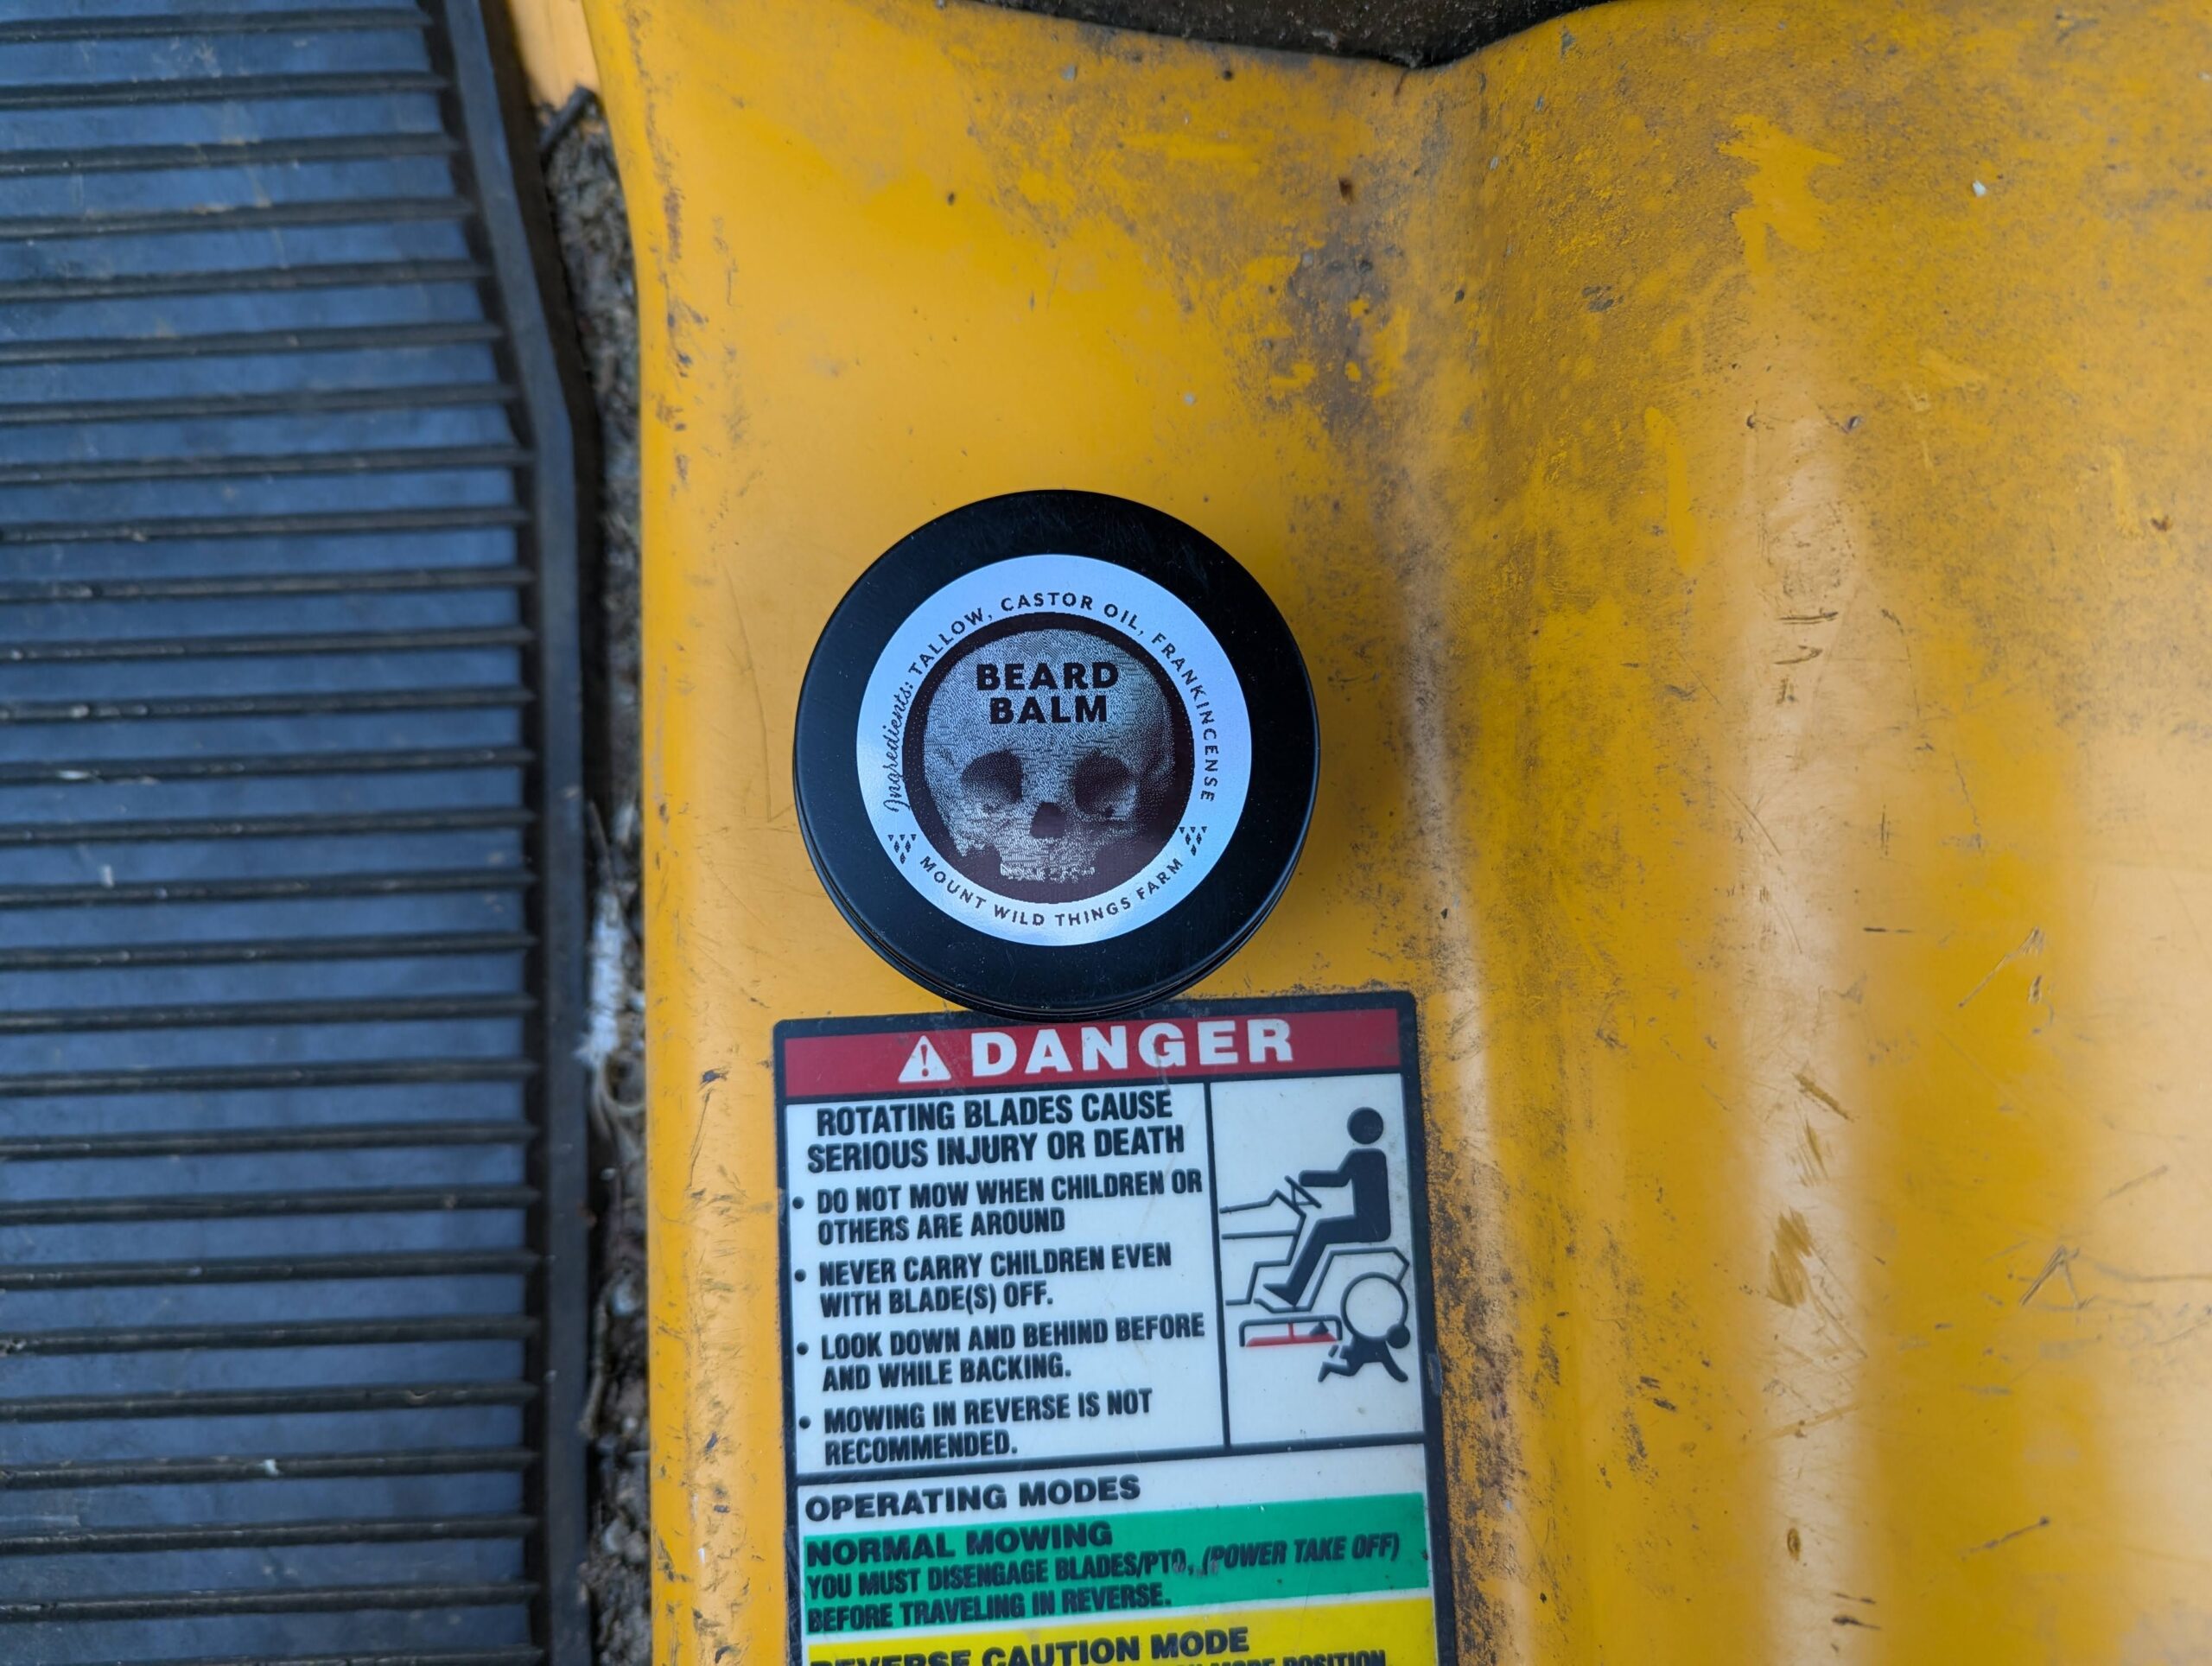 Ingredients: TALLOW, CASTOR OIL, FRANKINCENSE
BEARD
BALM
MOUNT WILD THINGS FARM
DANGER
ROTATING BLADES CAUSE
SERIOUS INJURY OR DEATH
• DO NOT MOW WHEN CHILDREN OR
OTHERS ARE AROUND
• NEVER CARRY CHILDREN EVEN
WITH BLADE(S) OFF.
• LOOK DOWN AND BEHIND BEFORE
AND WHILE BACKING.
• MOWING IN REVERSE IS NOT
RECOMMENDED.
OPERATING MODES
NORMAL MOWING
YOU MUST DISENGAGE BLADES/PTO, (POWER TAKE OFF)
BEFORE TRAVELING IN REVERSE.
REVERSE CAUTION MODE
MODE POSITION,